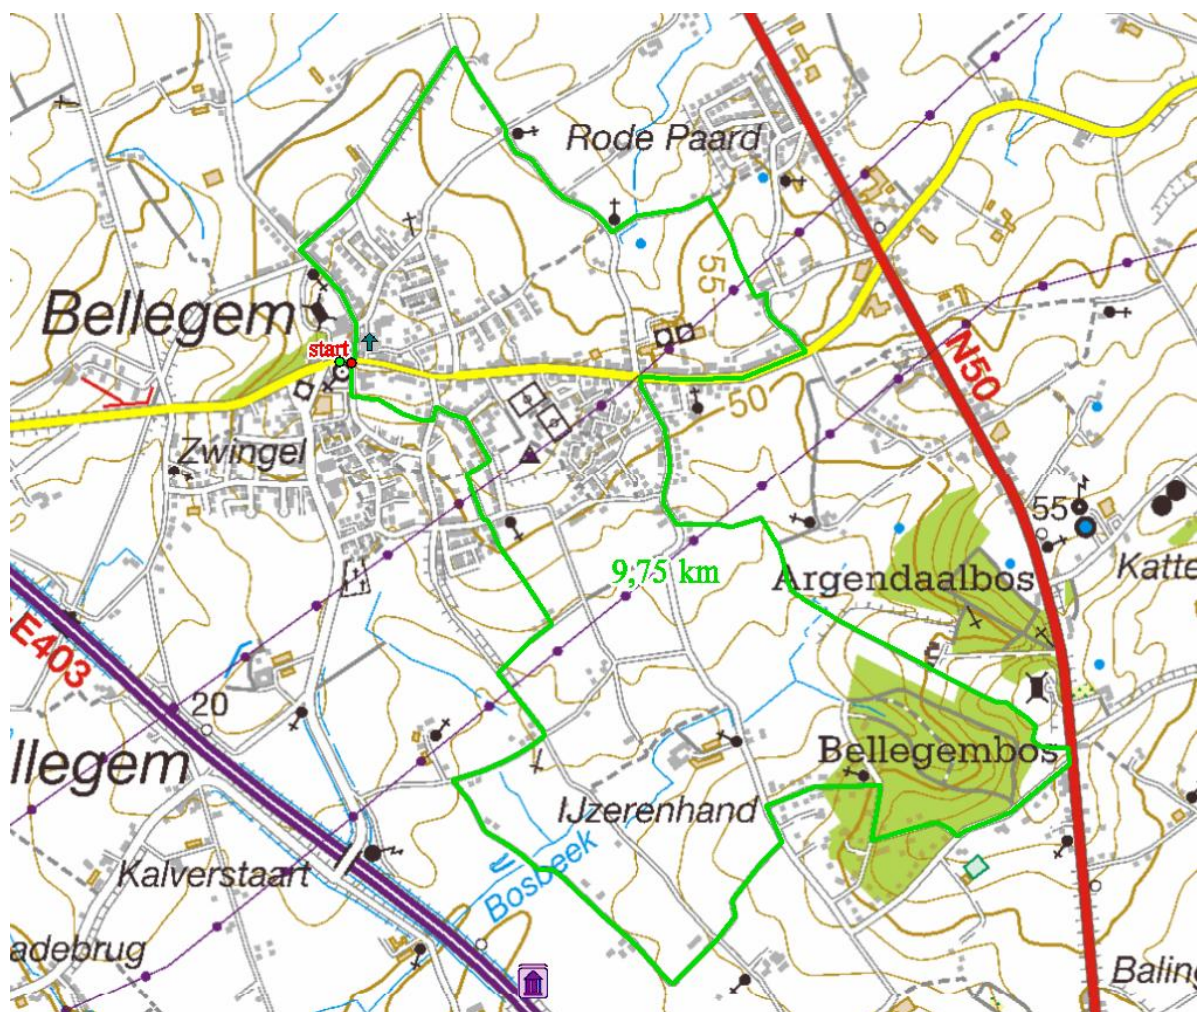 Rode Paard
Bellegem
55
start
N50
50
Zwingel
55
Argendaalbos
Katte
9,75 km
E403
20
llegem
Bellegembos
IJzerenhand
Kalverstaart
Bosbeek
adebrug
Baling